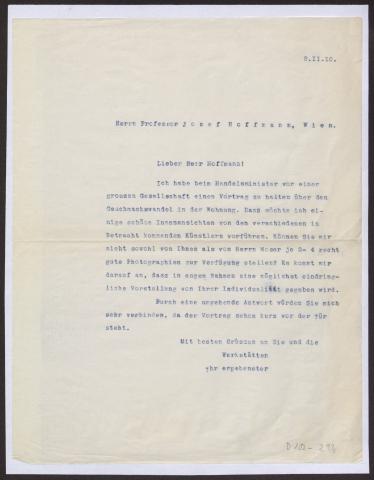 8.II.10.
Herrn Professor Josef Hoffmann, Wien.
Lieber Herr Hoffmann!
Ich habe beim Handelsminister vor einer
grossen Gesellschaft einen Vortrag zu halten über den
Geschmackswandel in der Wohnung. Dazu möchte ich ei-
nige schöne Innenansichten von den verschiedenen in
Betracht kommenden Künstlern vorführen. Können Sie mir
nicht sowohl von Ihnen als von Herrn Moser je 2- 4 recht
gute Photographien zur Verfügung stellen? Es kommt mir
darauf an, dass in engem Rahmen eine möglichst eindring-
liche Vorstellung von Ihrer Individualität gegeben wird.
Durch eine umgehende Antwort würden Sie mich
sehr verbinden, da der Vortrag schon kurz vor der Tür
steht.
Mit besten Grüssen an Sie und die
Werkstätten
Ihr ergebenster